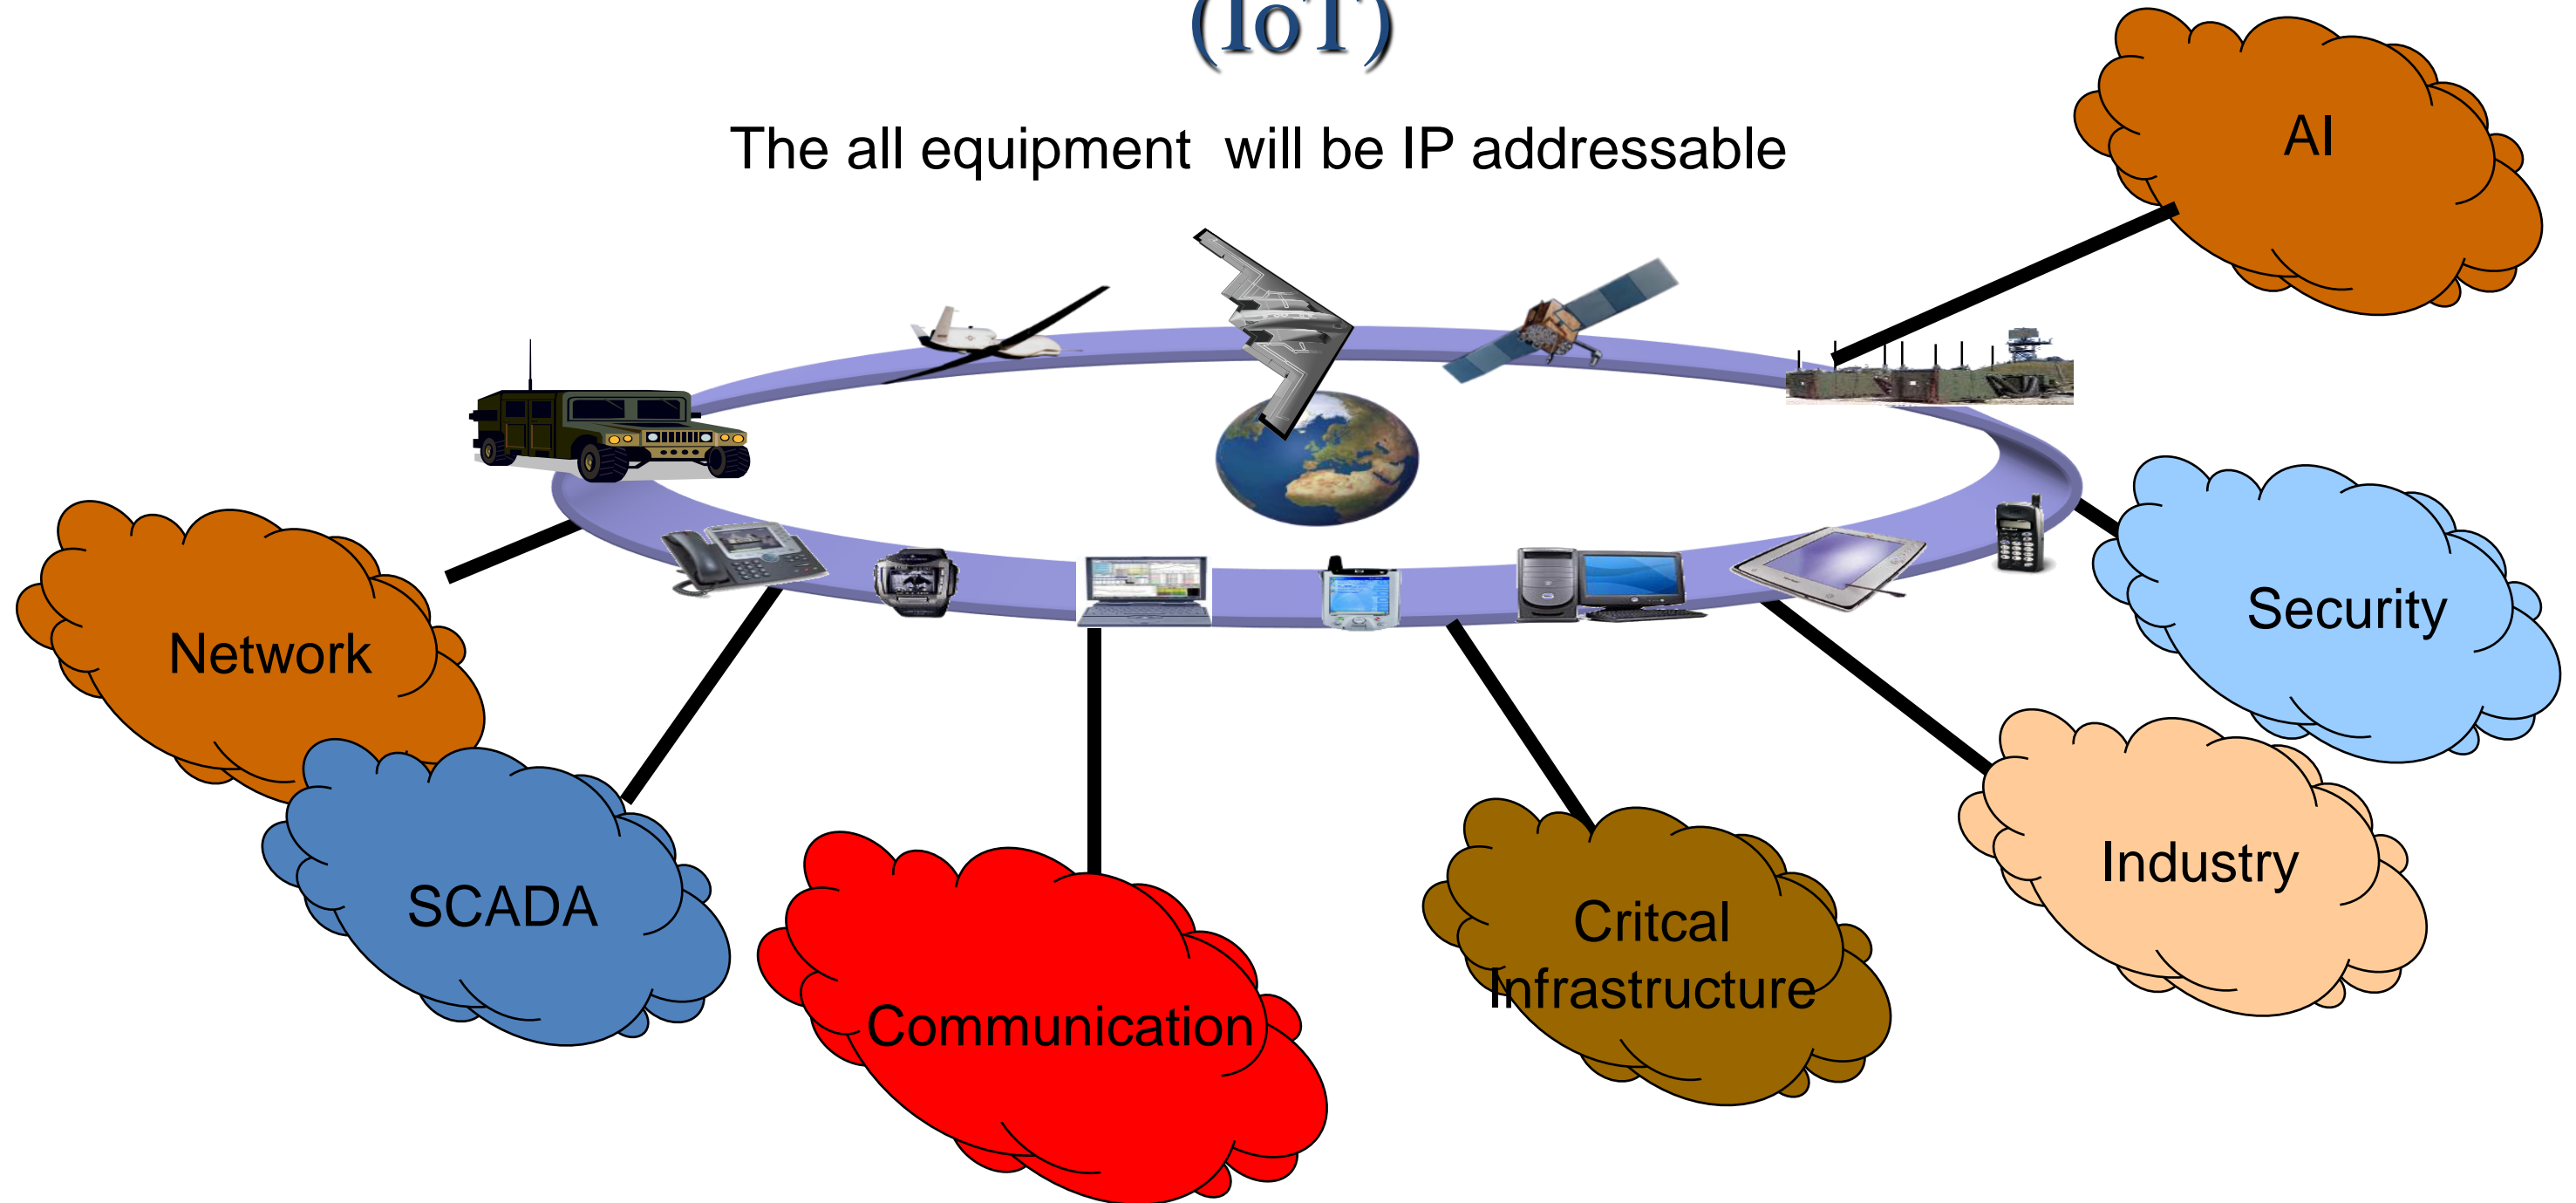 (IoT)
The all equipment  will be IP addressable
AI
Security
Network
Industry
SCADA
Critcal
Infrastructure
Communication